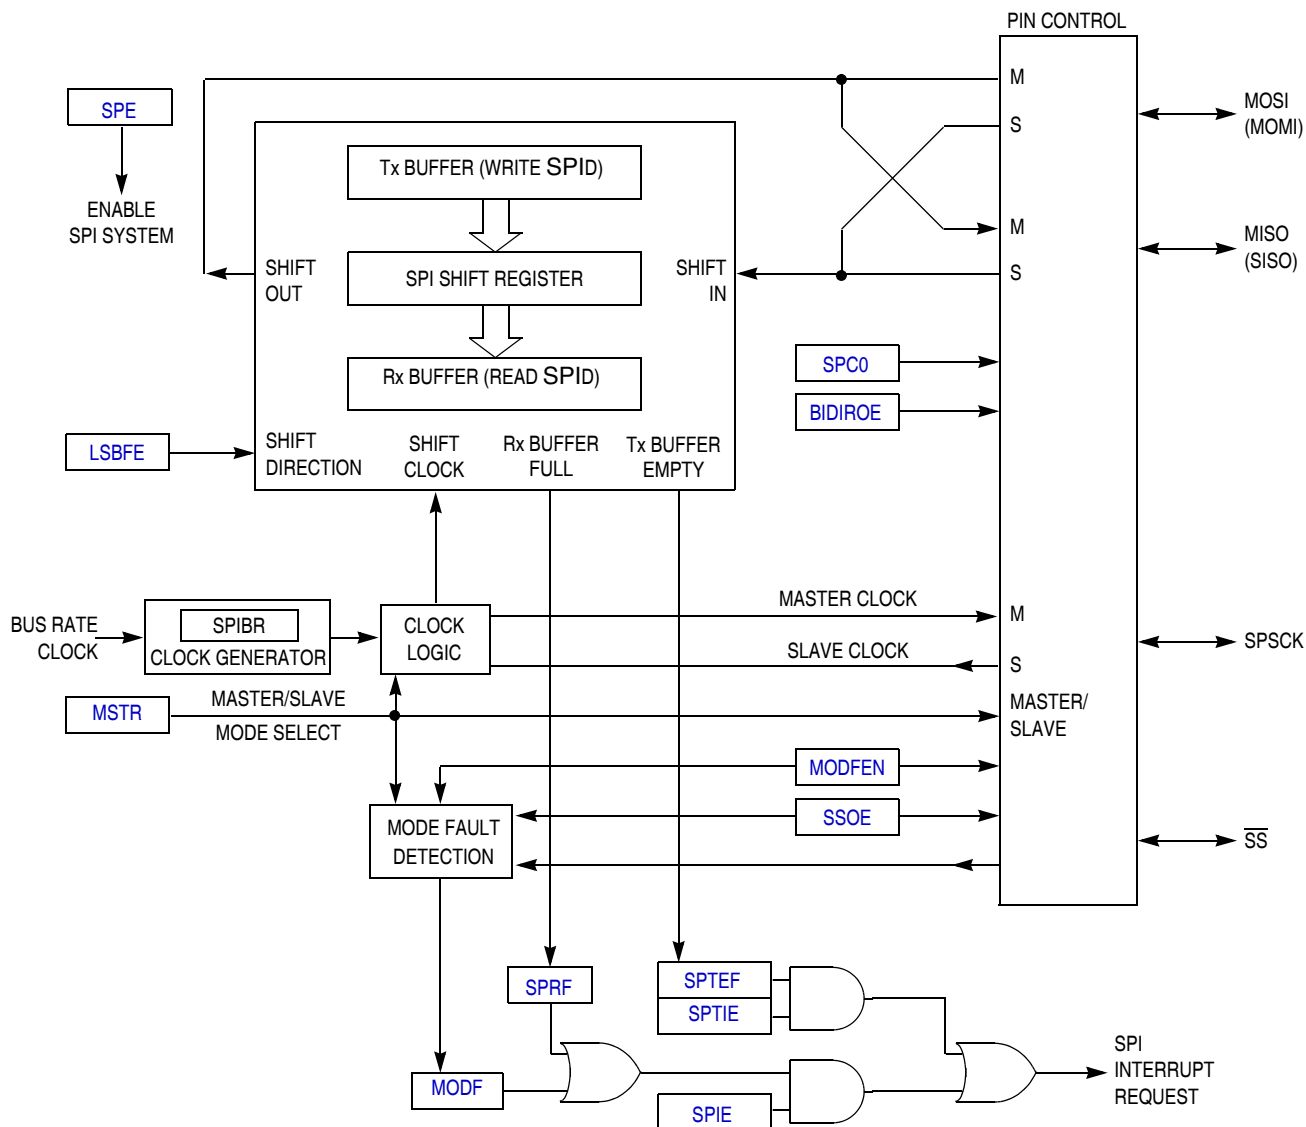 PIN CONTROL
M
MOSI
(MOMI)
SPE
S
Tx BUFFER (WRITE SPID)
ENABLE
SPI SYSTEM
M
MISO
(SISO)
SHIFT
OUT
SPI SHIFT REGISTER
SHIFT
IN
S
SPC0
Rx BUFFER (READ SPID)
BIDIROE
LSBFE
SHIFT
DIRECTION
SHIFT
CLOCK
Rx BUFFER
FULL
Tx BUFFER
EMPTY
MASTER CLOCK
M
BUS RATE
CLOCK
SPIBR
CLOCK GENERATOR
CLOCK
LOGIC
SPSCK
SLAVE CLOCK
S
MSTR
MASTER/SLAVE
MODE SELECT
MASTER/
SLAVE
MODFEN
SSOE
MODE FAULT
DETECTION
SS
SPRF
SPTEF
SPTIE
SPI
INTERRUPT
REQUEST
MODF
SPIE